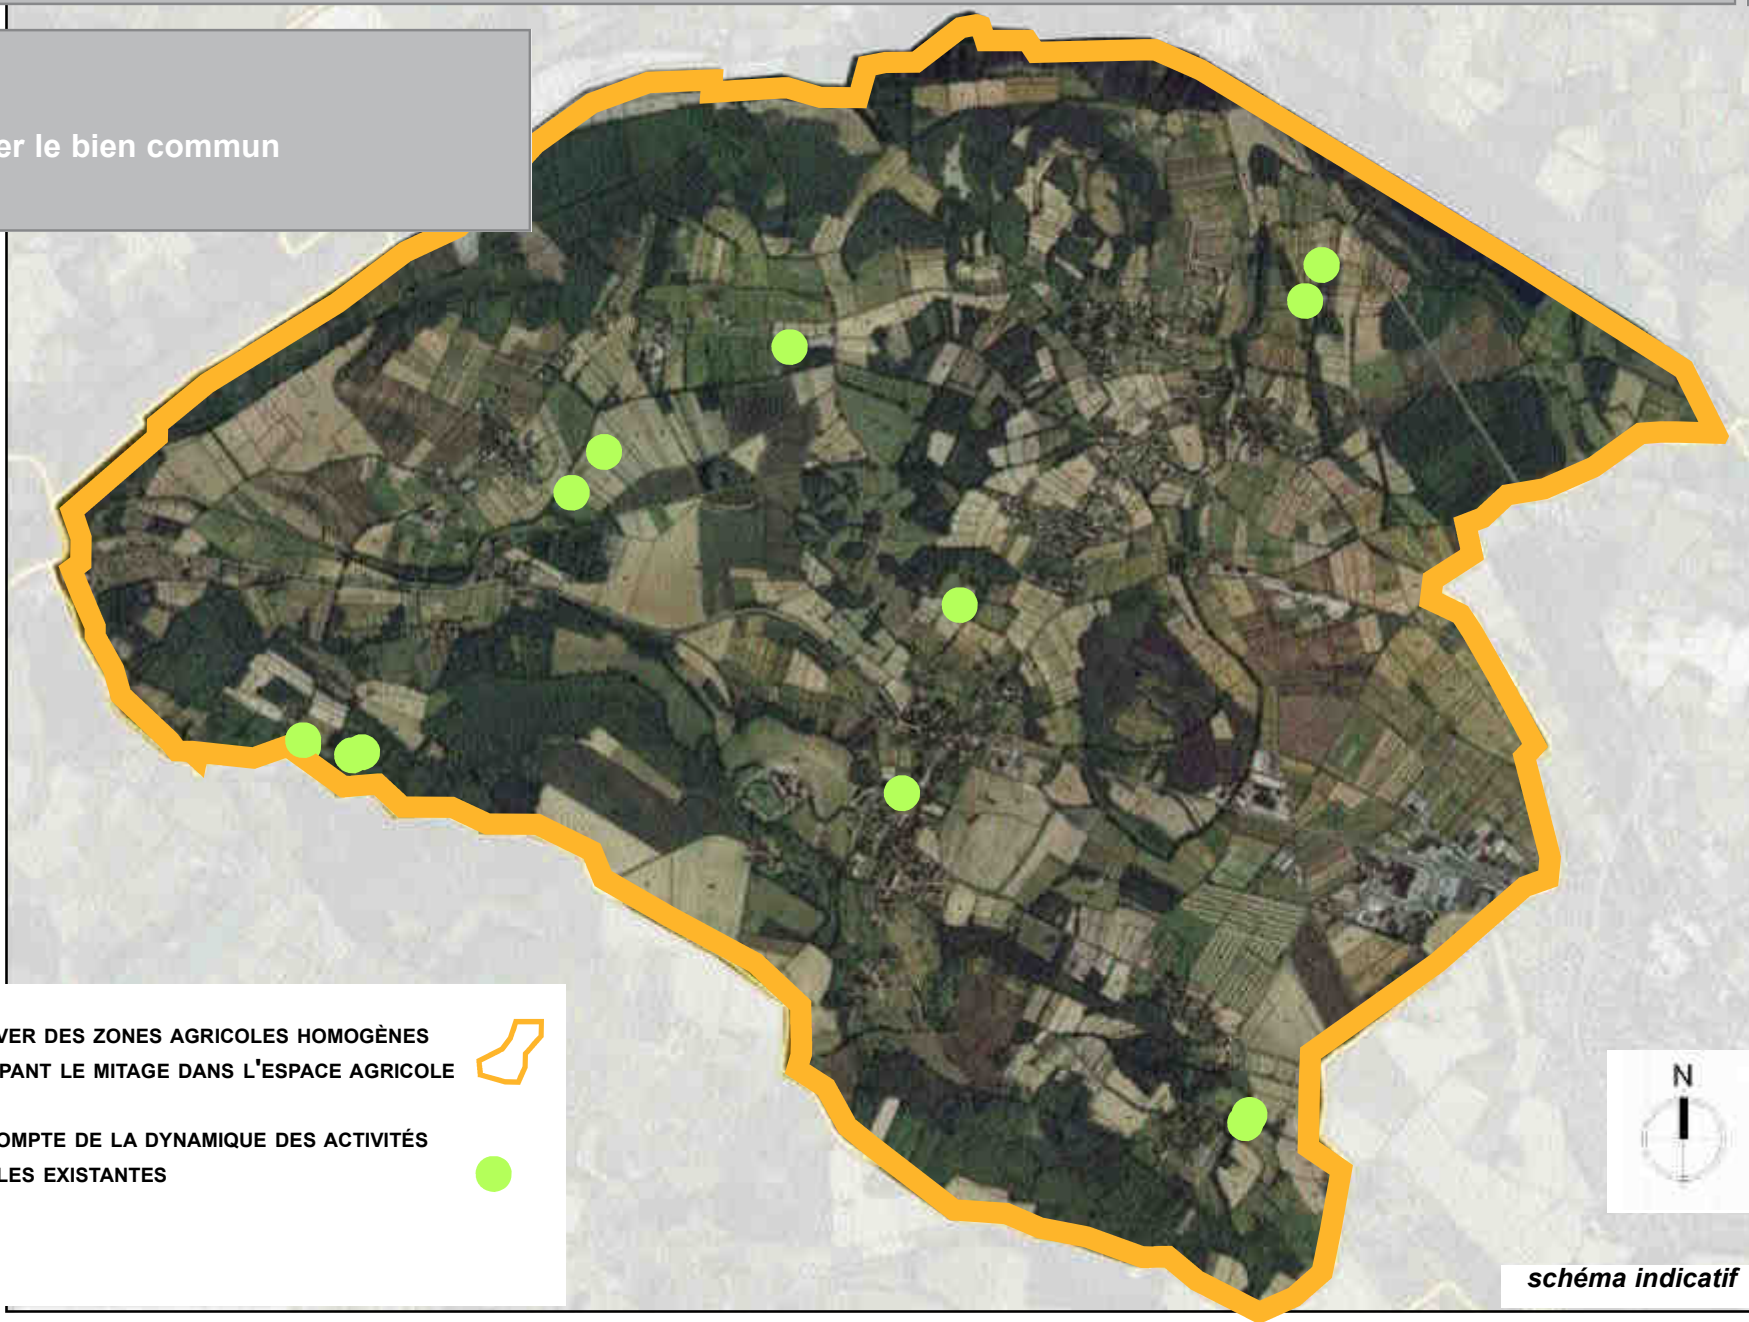 er le bien commun
VER DES ZONES AGRICOLES HOMOGÈNES
PANT LE MITAGE DANS L'ESPACE AGRICOLE
OMPTE DE LA DYNAMIQUE DES ACTIVITÉS
LES EXISTANTES
N
schéma indicatif